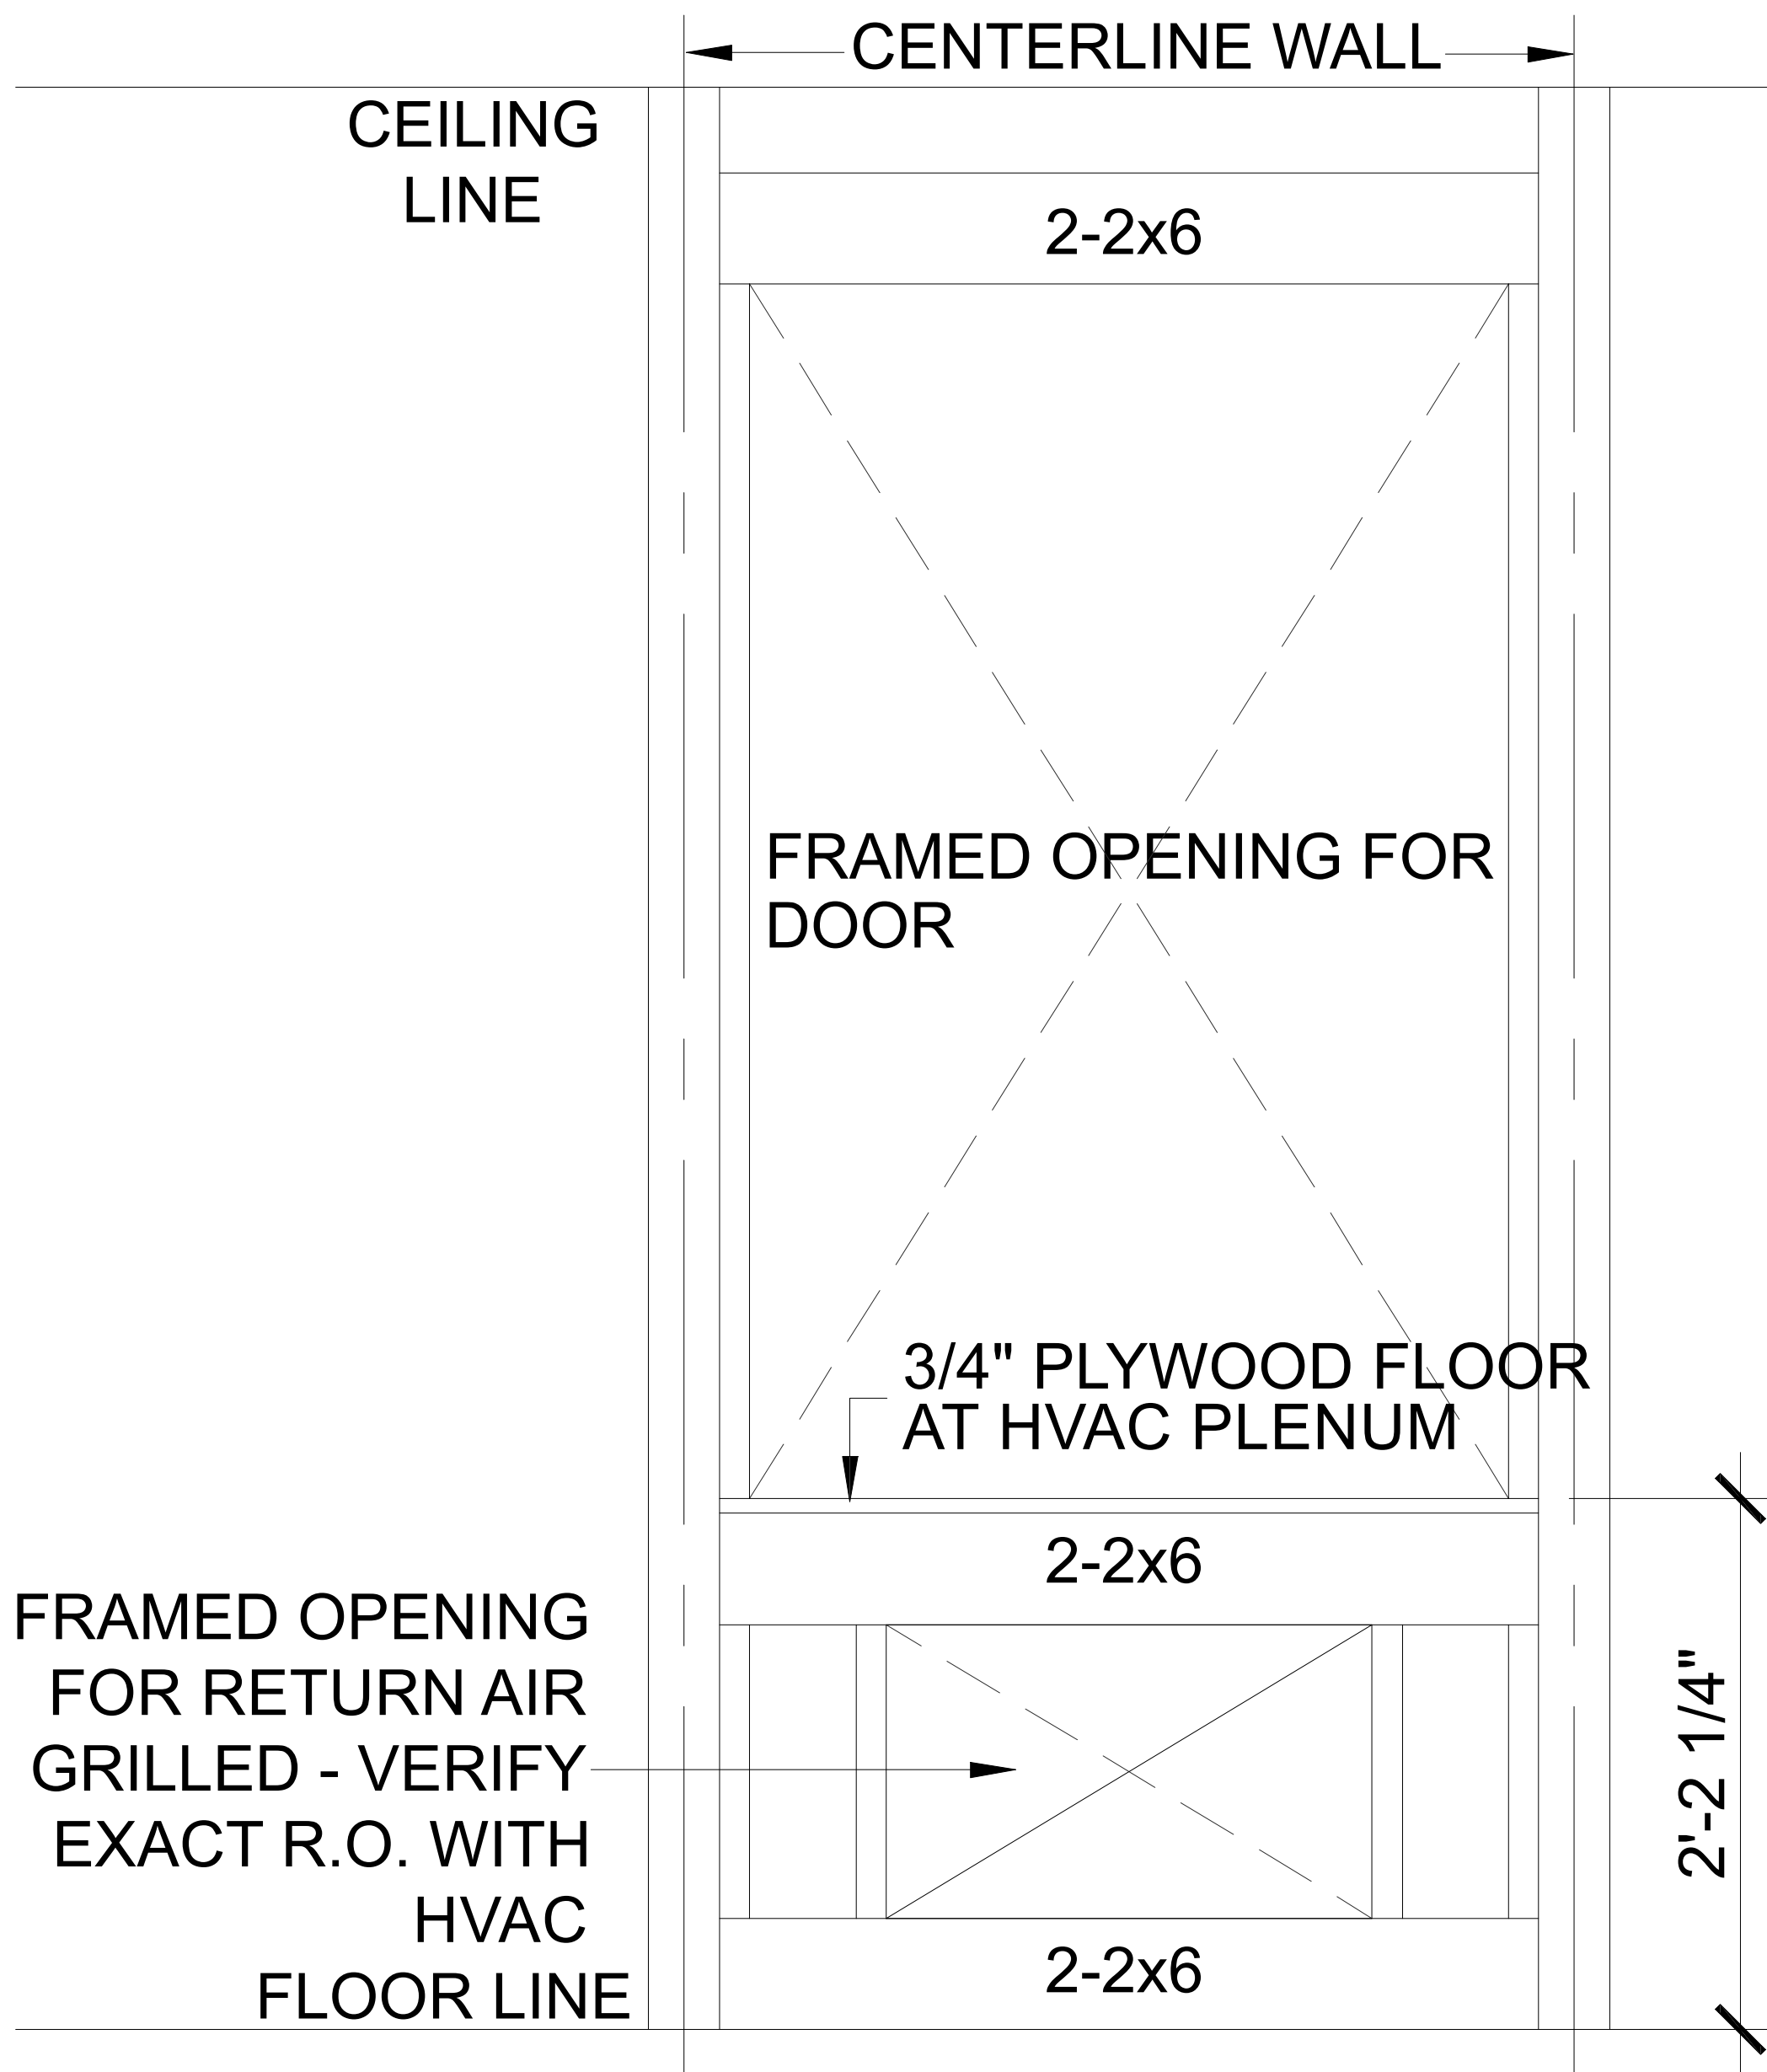 CENTERLINE WALL
CEILING
LINE
2-2x6
FRAMED OPENING FOR
DOOR
3/4" PLYWOOD FLOOR
AT HVAC PLENUM
2-2x6
FRAMED OPENING
FOR RETURN AIR
GRILLED - VERIFY
EXACT R.O. WITH
HVAC
2'-2 1/4"
2-2x6
FLOOR LINE